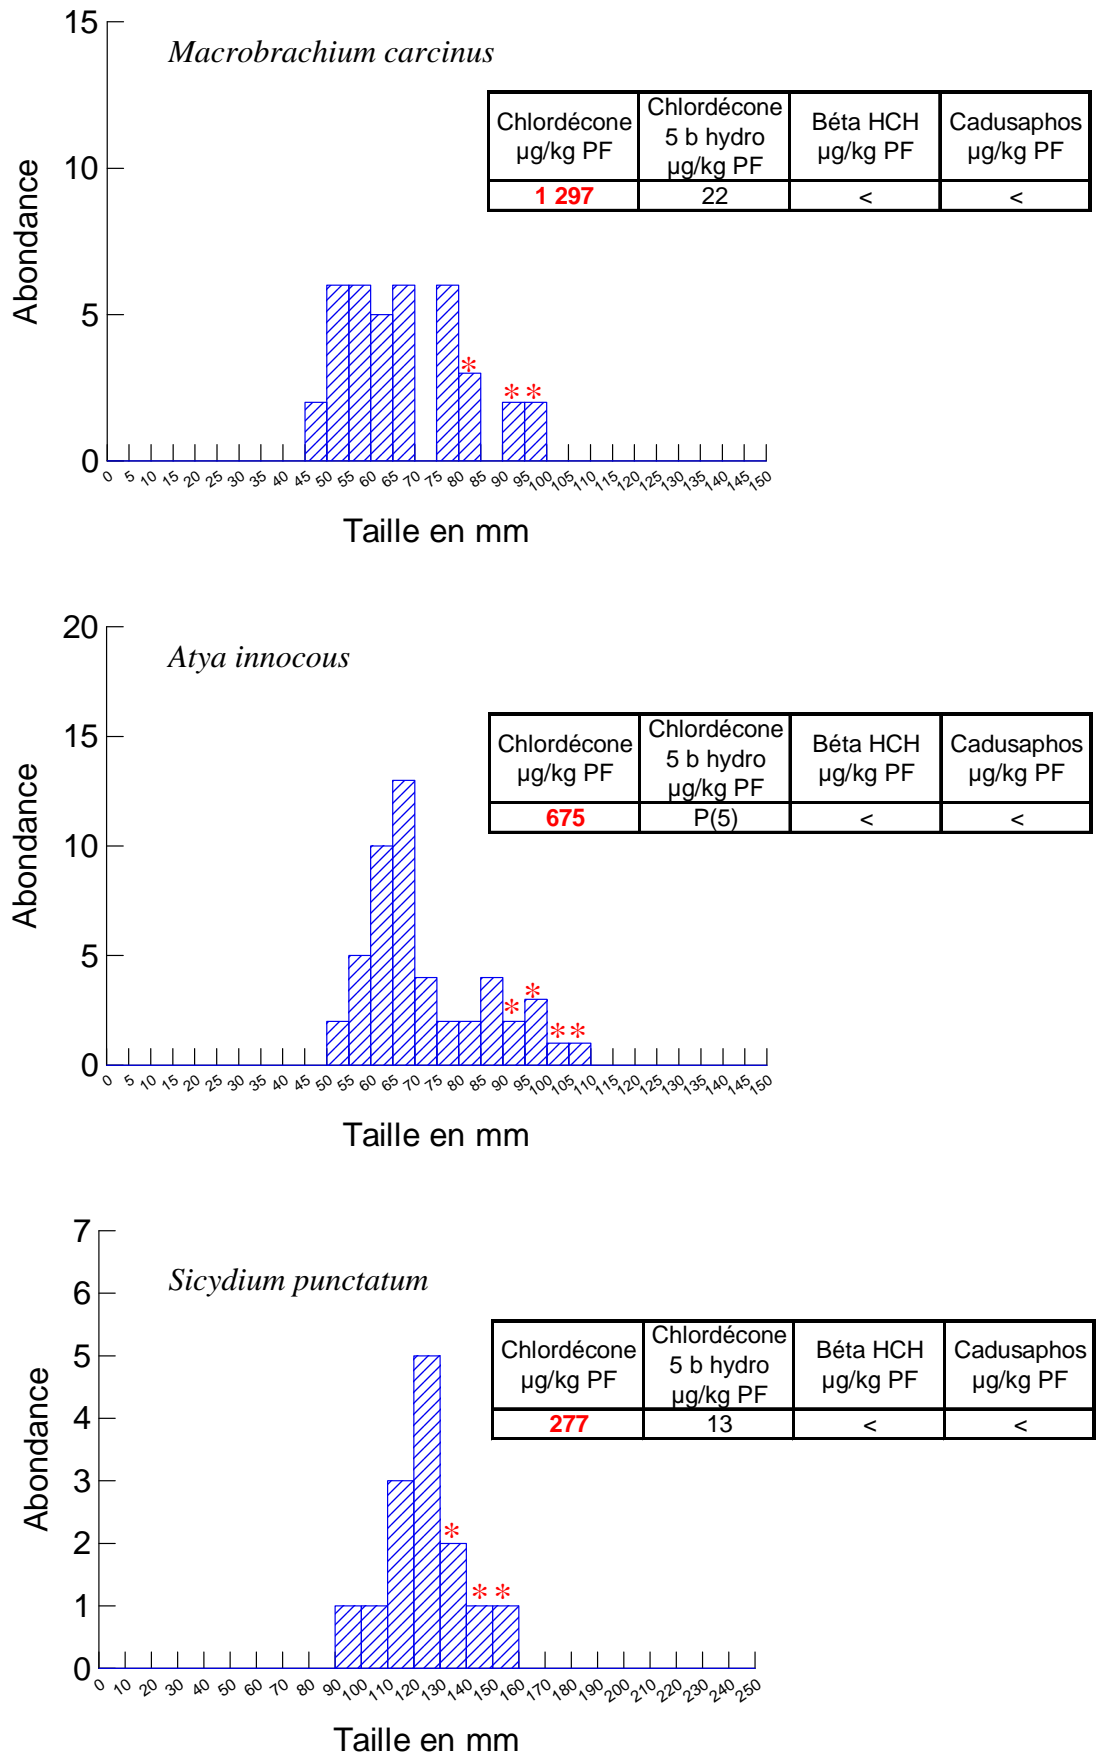 Macrobrachium carcinus
Abondance
15
10
5
0
Chlordécone µg/kg PF
Chlordécone 5 b hydro µg/kg PF
Béta HCH µg/kg PF
Cadusaphos µg/kg PF
1 297 22 < <
* * *
0 5 10 15 20 25 30 35 40 45 50 55 60 65 70 75 80 85 90 95 100 105 110 115 120 125 130 135 140 145 150
Taille en mm
Atya innocous
Abondance
20
15
10
5
0
Chlordécone µg/kg PF
Chlordécone 5 b hydro µg/kg PF
Béta HCH µg/kg PF
Cadusaphos µg/kg PF
675 P(5) < <
* * * *
0 5 10 15 20 25 30 35 40 45 50 55 60 65 70 75 80 85 90 95 100 105 110 115 120 125 130 135 140 145 150
Taille en mm
Sicydium punctatum
Abondance
7
6
5
4
3
2
1
0
Chlordécone µg/kg PF
Chlordécone 5 b hydro µg/kg PF
Béta HCH µg/kg PF
Cadusaphos µg/kg PF
277 13 < <
* * *
0 10 20 30 40 50 60 70 80 90 100 110 120 130 140 150 160 170 180 190 200 210 220 230 240 250
Taille en mm